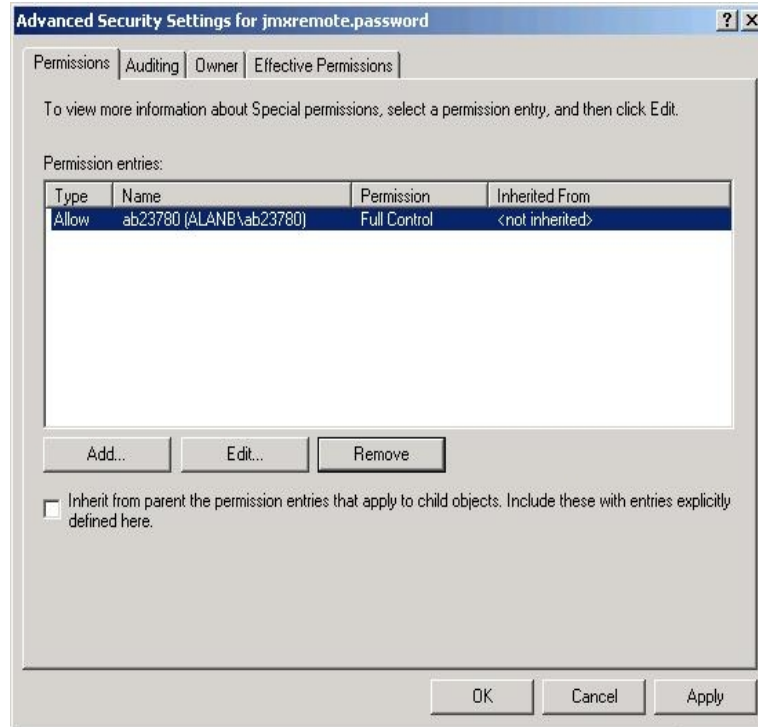 Advanced Security Settings for jmxremote.password
Permissions Auditing Owner Effective Permissions
To view more information about Special permissions, select a permission entry, and then click Edit.
Permission entries:
Type Name Permission Inherited From
Allow ab23780 (ALANB\ab23780) Full Control <not inherited>
Add... Edit... Remove
Inherit from parent the permission entries that apply to child objects. Include these with entries explicitly
defined here.
OK Cancel Apply